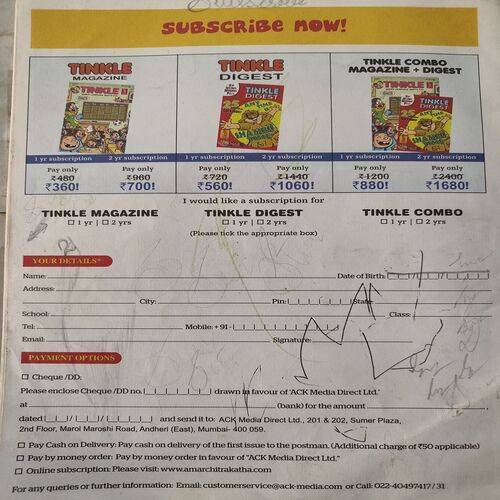 SUBSCRIBE NOW!
TINKLE
MAGAZINE
TINKLE
DIGEST
TINKLE COMBO
MAGAZINE + DIGEST
TINKLE
TINKLE
DIGEST
TINKLE
TINKLE
DIGEST
1 yr subscription 2 yr subscription 1 yr subscription 2 yr subscription 1 yr subscription 2 yr subscription
Pay only Pay only Pay only Pay only Pay only Pay only
₹480 ₹960 ₹720 ₹1440 ₹1200 ₹2400
₹360! ₹700! ₹560! ₹1060! ₹880! ₹1680!
I would like a subscription for
TINKLE MAGAZINE TINKLE DIGEST TINKLE COMBO
☐ 1 yr | ☐ 2 yrs ☐ 1 yr | ☐ 2 yrs ☐ 1 yr | ☐ 2 yrs
(Please tick the appropriate box)
YOUR DETAILS*
Name: Date of Birth:
Address:
City: Pin: State:
School: Class:
Tel: Mobile: +91 -
Email: Signature:
PAYMENT OPTIONS
☐ Cheque /DD:
Please enclose Cheque/DD no. drawn in favour of 'ACK Media Direct Ltd.'
at (bank) for the amount ,
dated / / and send it to: ACK Media Direct Ltd., 201 & 202, Sumer Plaza,
2nd Floor, Marol Maroshi Road, Andheri (East), Mumbai- 400 059.
☐ Pay Cash on Delivery: Pay cash on delivery of the first issue to the postman. (Additional charge of ₹50 applicable)
☐ Pay by money order: Pay by money order in favour of "ACK Media Direct Ltd."
☐ Online subscription: Please visit: www.amarchitrakatha.com
For any queries or further information: Email: customerservice@ack-media.com or Call: 022-40497417 / 31